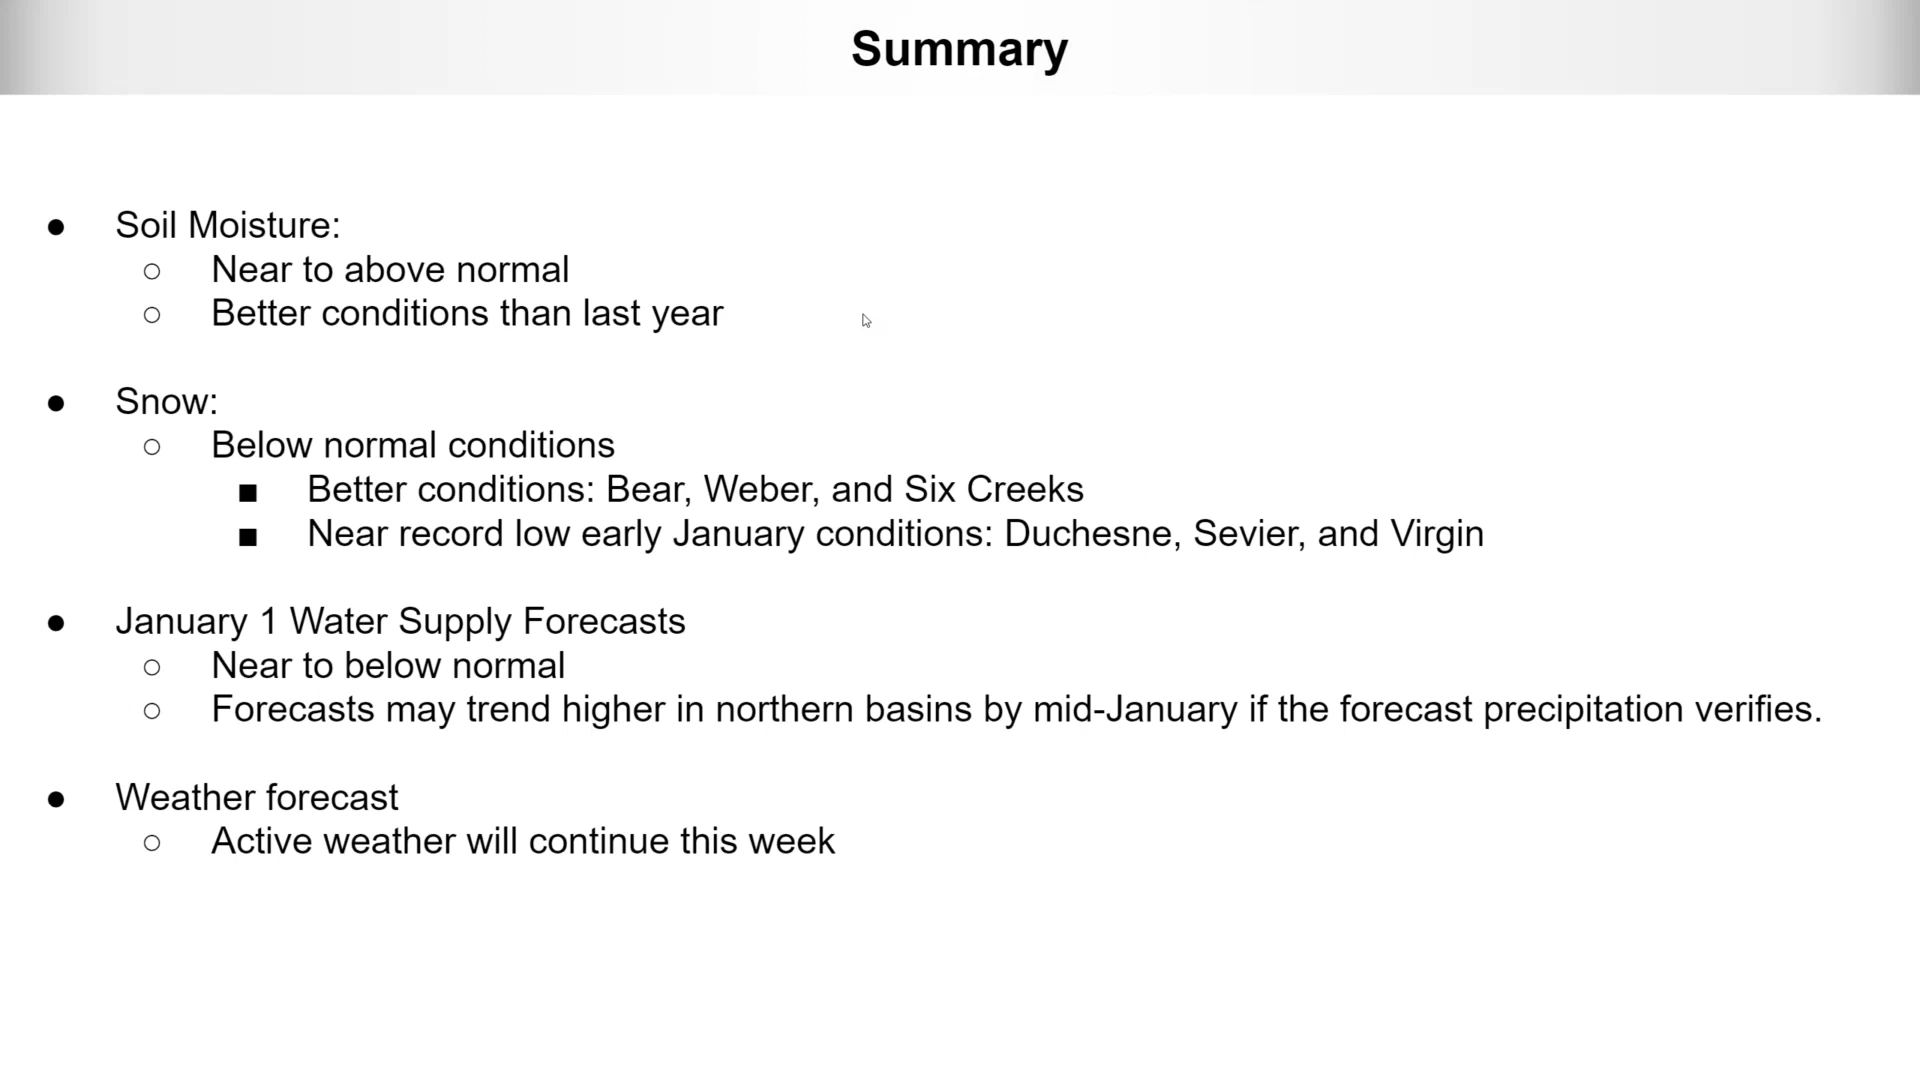 Summary
● Soil Moisture:
○ Near to above normal
○ Better conditions than last year
● Snow:
○ Below normal conditions
■ Better conditions: Bear, Weber, and Six Creeks
■ Near record low early January conditions: Duchesne, Sevier, and Virgin
● January 1 Water Supply Forecasts
○ Near to below normal
○ Forecasts may trend higher in northern basins by mid-January if the forecast precipitation verifies.
● Weather forecast
○ Active weather will continue this week